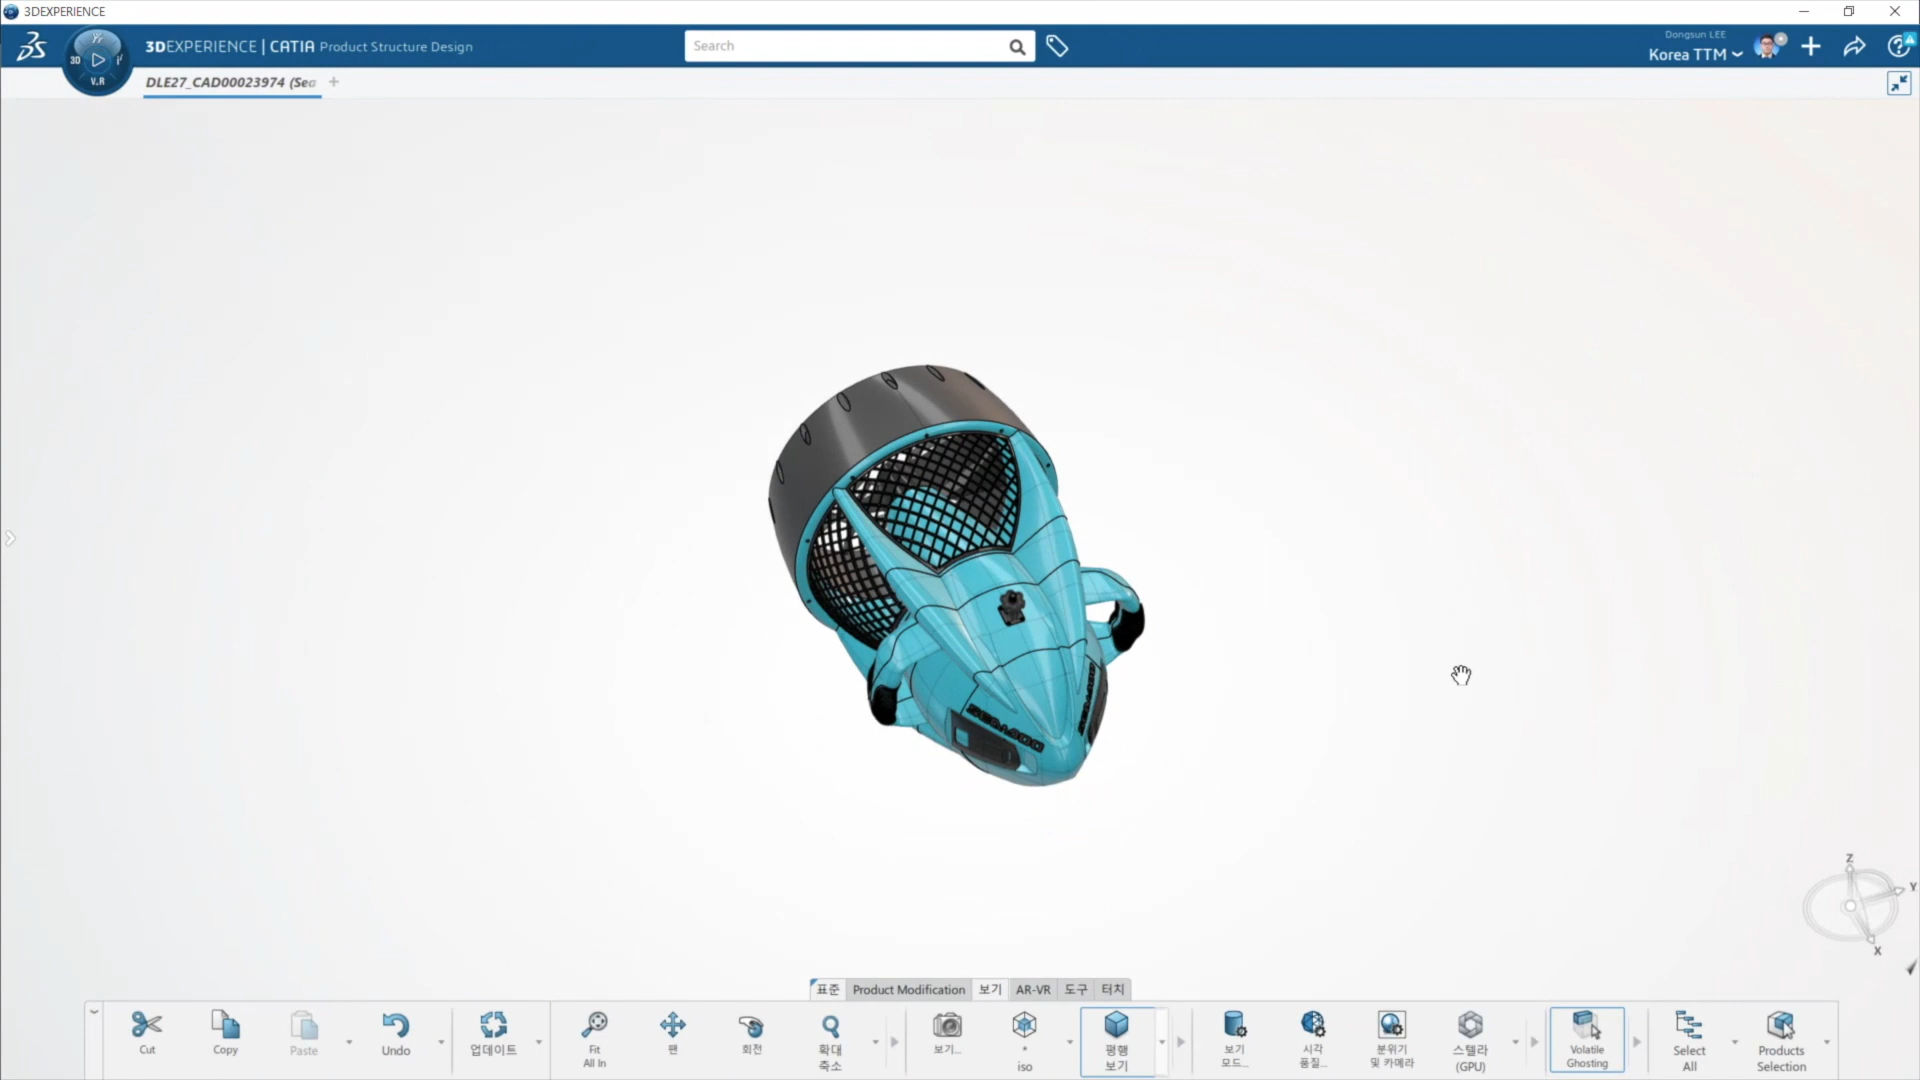 3DEXPERIENCE
3DEXPERIENCE | CATIA Product Structure Design
Search
Dongsun LEE
Korea TTM
3D
V.R
DLE27_CAD00023974 (Sea
SEADOO
Z
Y
X
표준
Product Modification
보기
AR-VR
도구
터치
Cut
Copy
Paste
Undo
업데이트
Fit
All In
팬
회전
확대
축소
보기...
*
iso
평행
보기
보기
모드...
시각
품질...
분위기
및 카메라
스텔라
(GPU)
Volatile
Ghosting
Select
All
Products
Selection